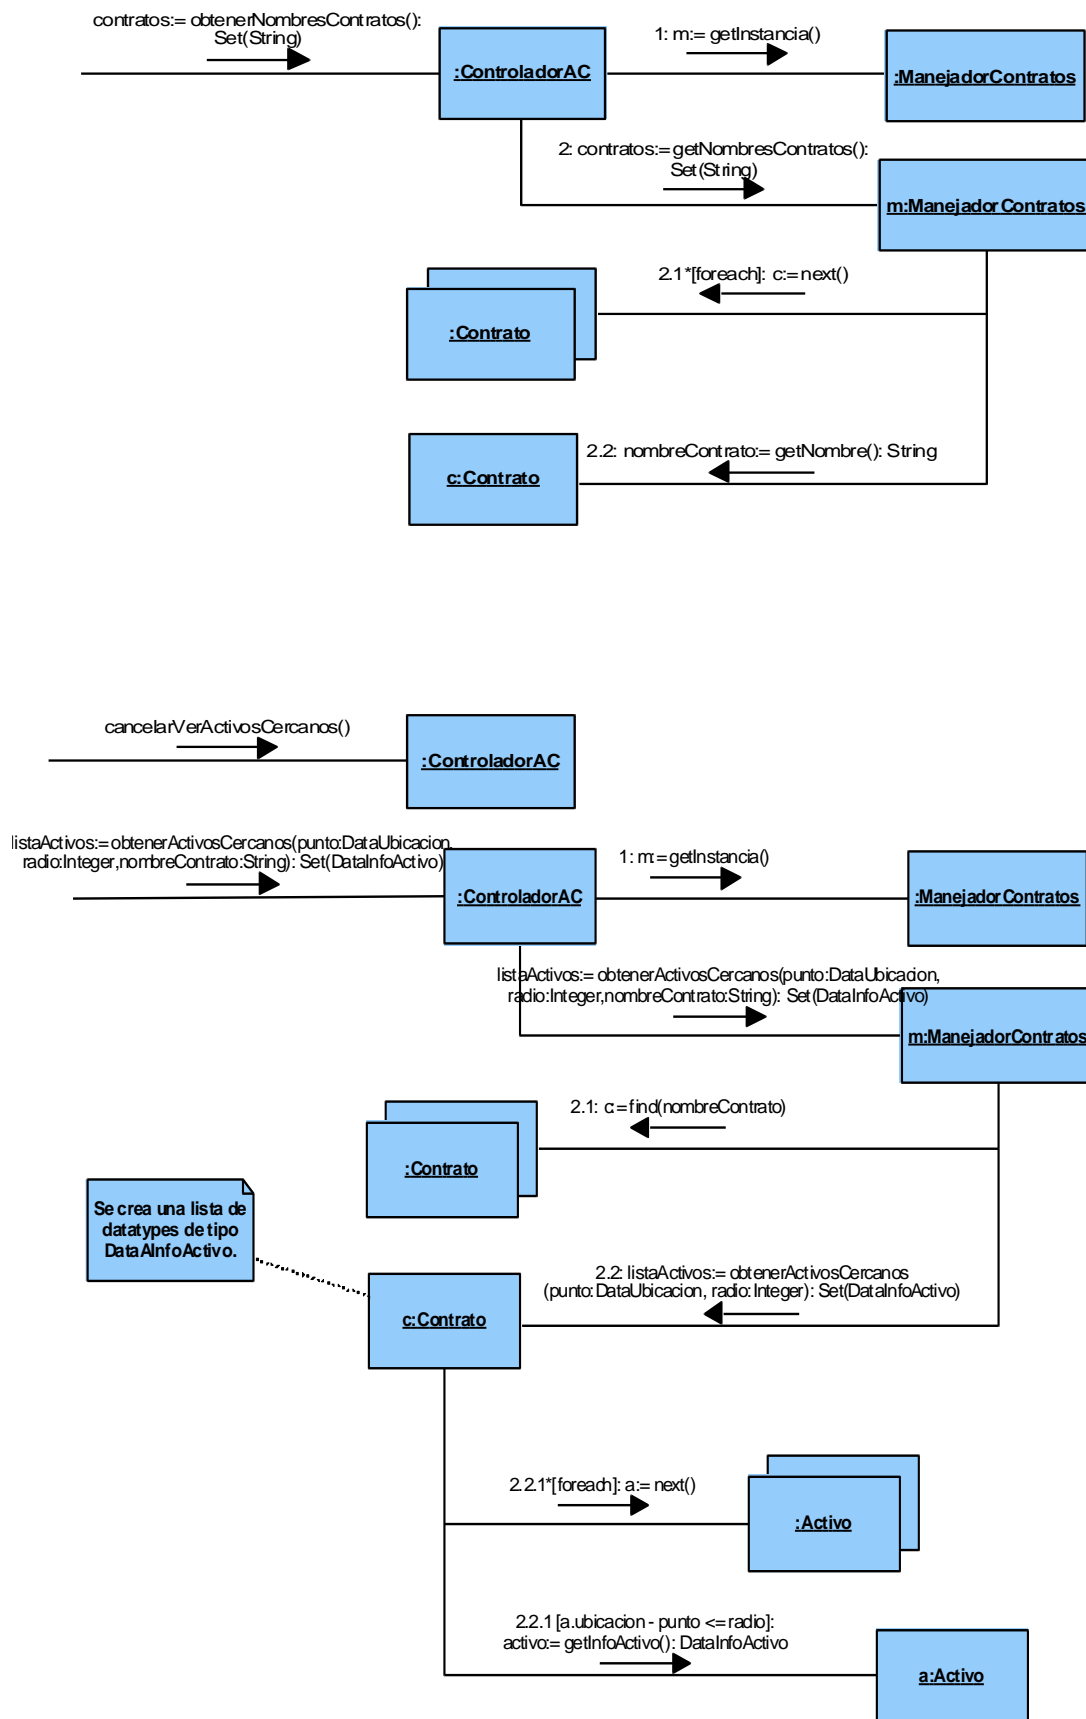 contratos:= obtenerNombresContratos():
Set(String)
1: m:= getInstancia()
:ControladorAC
:ManejadorContratos
2: contratos:= getNombresContratos():
Set(String)
m:ManejadorContratos
2.1*[foreach]: c:= next()
:Contrato
2.2: nombreContrato:= getNombre(): String
c:Contrato
cancelarVerActivosCercanos()
:ControladorAC
listaActivos:= obtenerActivosCercanos(punto:DataUbicacion,
radio:Integer,nombreContrato:String): Set(DataInfoActivo)
1: m:= getInstancia()
:ControladorAC
:ManejadorContratos
listaActivos:= obtenerActivosCercanos(punto:DataUbicacion,
radio:Integer,nombreContrato:String): Set(DataInfoActivo)
m:ManejadorContratos
2.1: c:= find(nombreContrato)
:Contrato
Se crea una lista de
datatypes de tipo
DataAInfoActivo.
2.2: listaActivos:= obtenerActivosCercanos
(punto:DataUbicacion, radio:Integer): Set(DataInfoActivo)
c:Contrato
2.2.1*[foreach]: a:= next()
:Activo
2.2.1 [a.ubicacion - punto <= radio]:
activo:= getInfoActivo(): DataInfoActivo
a:Activo